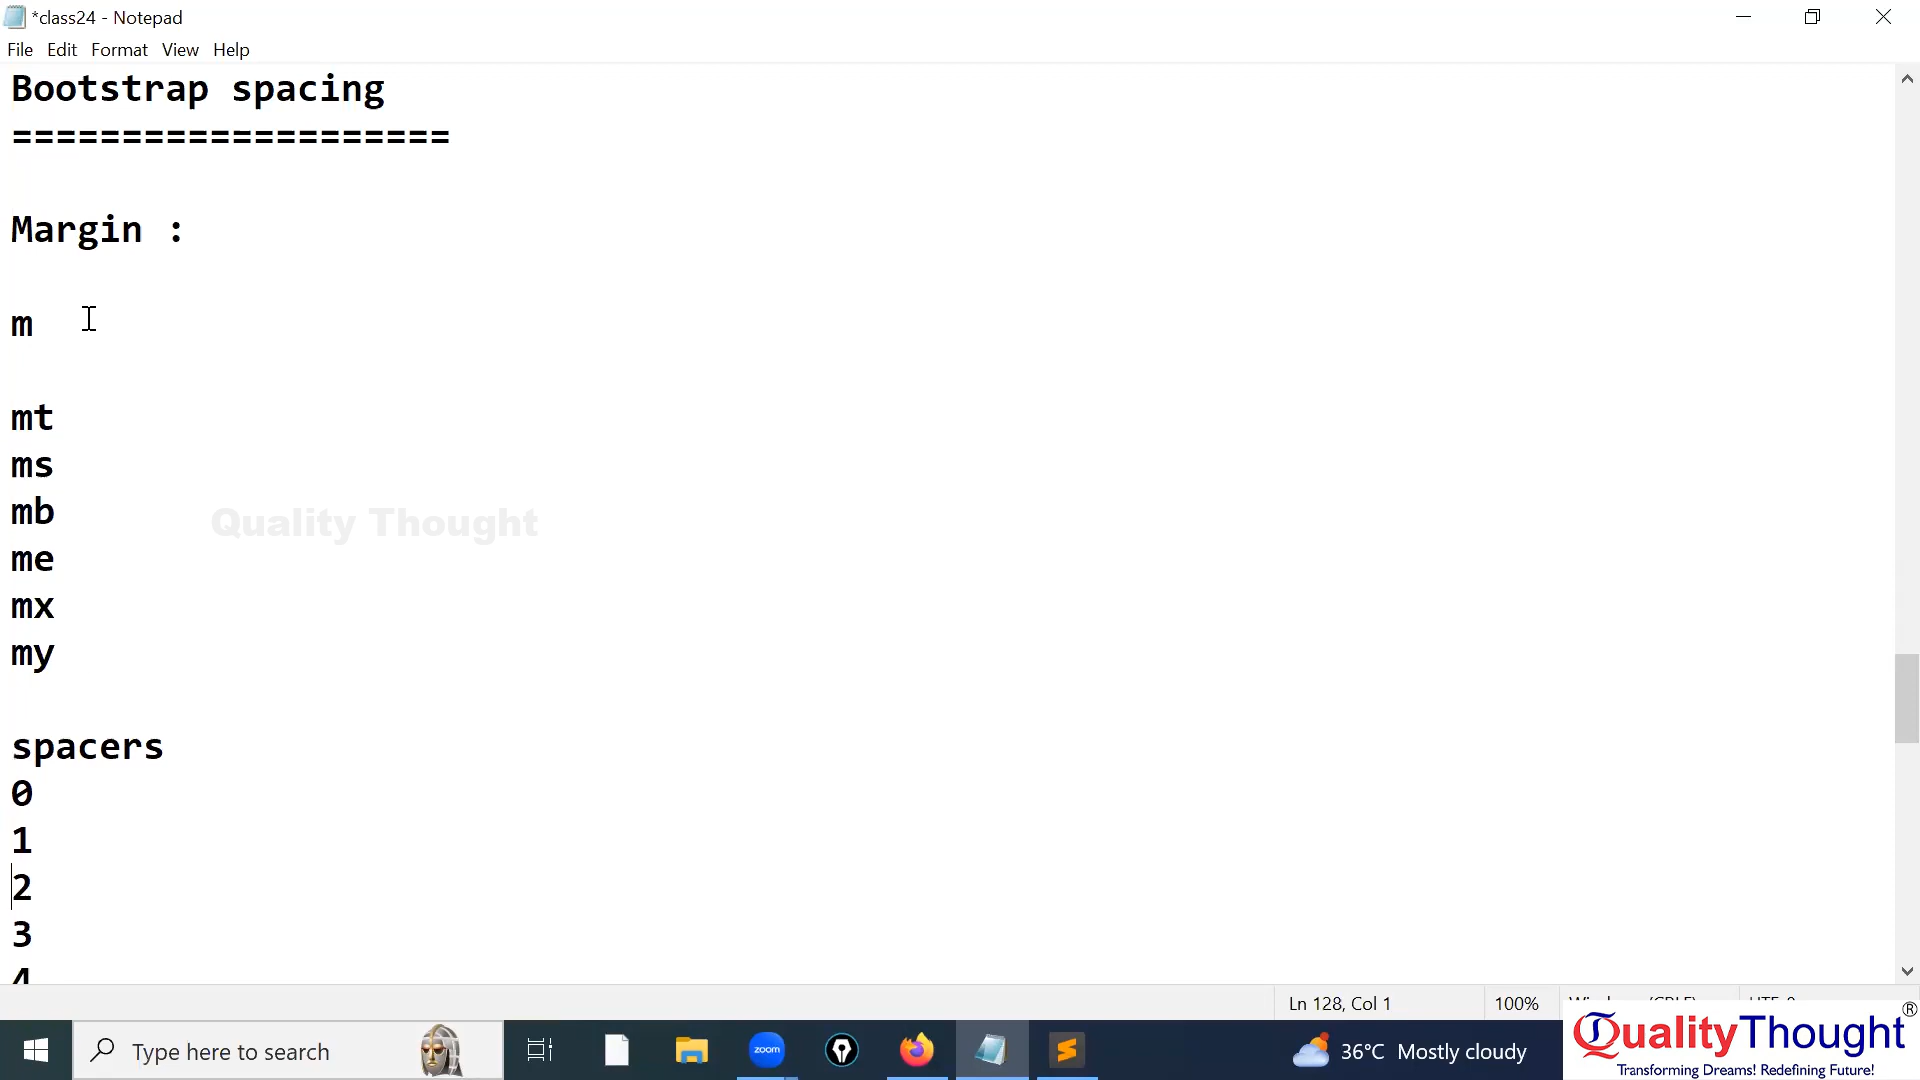 *class24 - Notepad
File Edit Format View Help
Bootstrap spacing
====================
Margin :
m
mt
ms
mb
me
mx
my
Quality Thought
spacers
0
1
2
3
4
Ln 128, Col 1 100%
Type here to search
zoom
36°C Mostly cloudy
QualityThought ®
Transforming Dreams! Redefining Future!